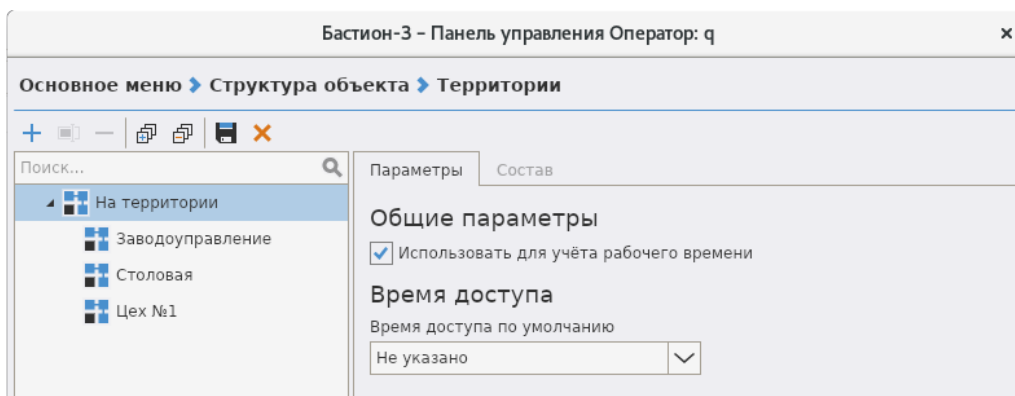 Бастион-3 – Панель управления Оператор: q
Основное меню Структура объекта Территории
Поиск...
На территории
Заводоуправление
Столовая
Цех №1
Параметры Состав
Общие параметры
Использовать для учёта рабочего времени
Время доступа
Время доступа по умолчанию
Не указано